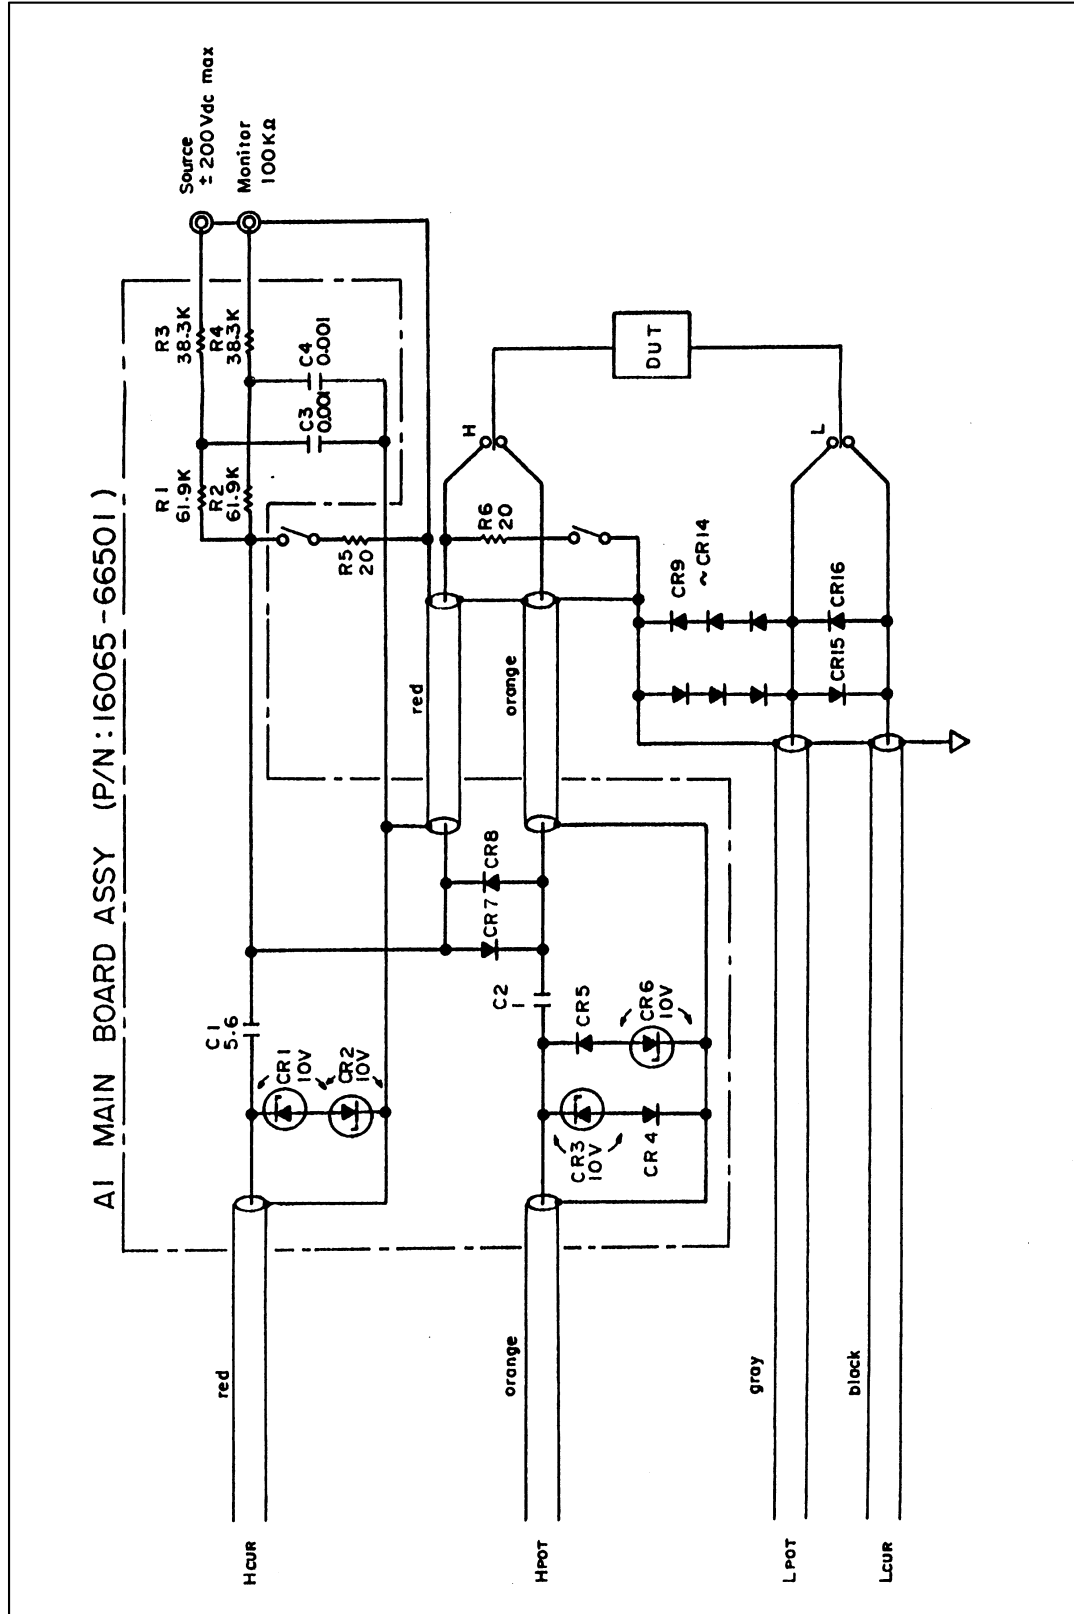 A1 MAIN BOARD ASSY (P/N:16065-66501)
Source
±200Vdc max
Monitor
100KΩ
R3
38.3K
R4
38.3K
R1
61.9K
R2
61.9K
C4
0.001
C3
0.001
R5
20
C1
5.6
CR1
10V
CR2
10V
red
red
H
R6
20
DUT
CR7
CR8
orange
C2
1
CR5
CR6
10V
CR3
10V
CR4
orange
CR9
~CR14
L
CR15
CR16
gray
black
HCUR
HPOT
LPOT
LCUR